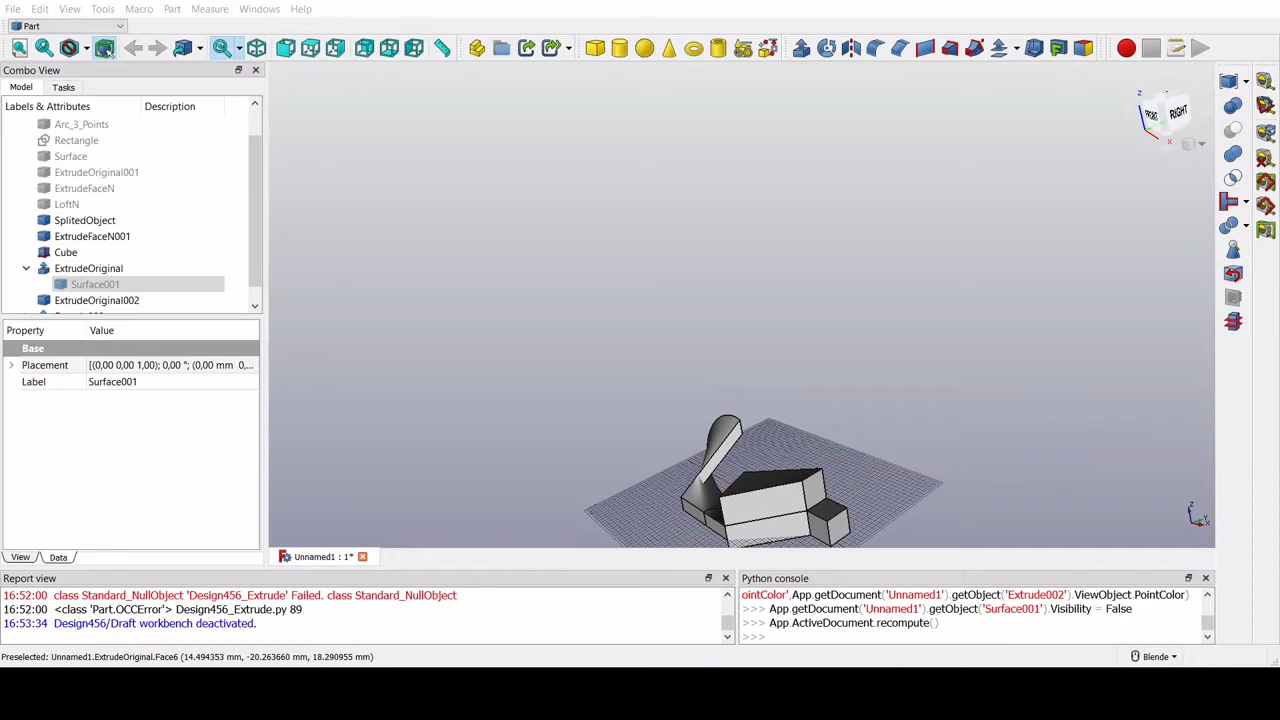 File Edit View Tools Macro Part Measure Windows Help
Part
Combo View
Model Tasks
Labels & Attributes Description
Arc_3_Points
Rectangle
Surface
ExtrudeOriginal001
ExtrudeFaceN
LoftN
SplitedObject
ExtrudeFaceN001
Cube
ExtrudeOriginal
Surface001
ExtrudeOriginal002
Property Value
Base
Placement [(0,00 0,00 1,00); 0,00 °; (0,00 mm 0,...
Label Surface001
View Data
Z
FRONT RIGHT
X
Z
Y
X
Unnamed1 : 1*
Report view
16:52:00 class Standard_NullObject 'Design456_Extrude' Failed. class Standard_NullObject
16:52:00 <class 'Part.OCCError'> Design456_Extrude.py 89
16:53:34 Design456/Draft workbench deactivated.
Python console
ointColor',App.getDocument('Unnamed1').getObject('Extrude002').ViewObject.PointColor)
>>> App.getDocument('Unnamed1').getObject('Surface001').Visibility = False
>>> App.ActiveDocument.recompute()
>>>
Preselected: Unnamed1.ExtrudeOriginal.Face6 (14.494353 mm, -20.263660 mm, 18.290955 mm)
Blende